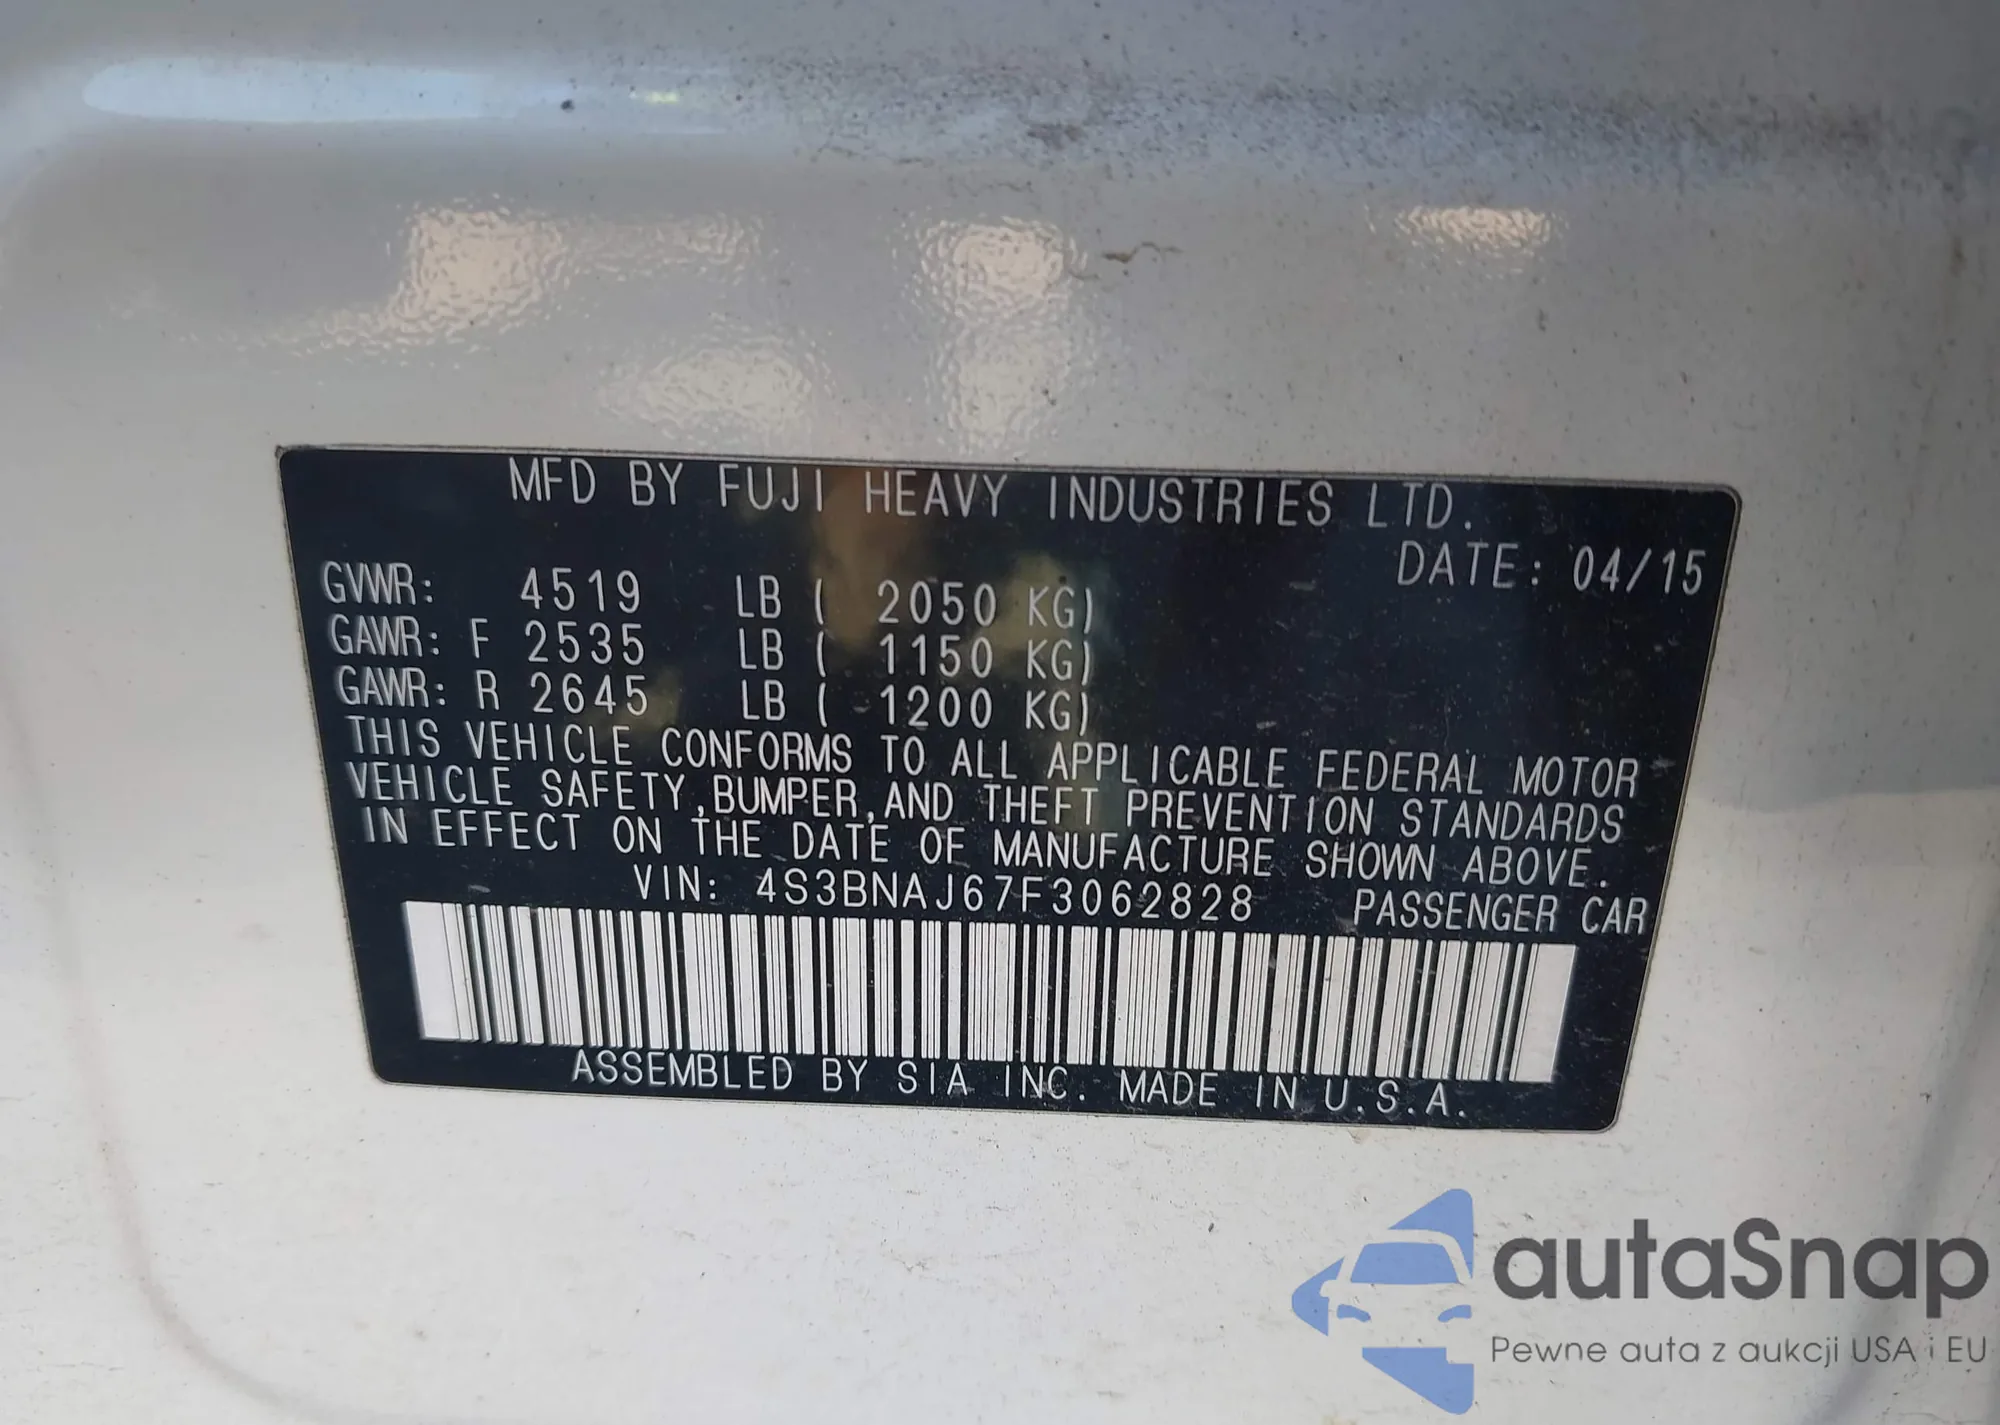 MFD BY FUJI HEAVY INDUSTRIES LTD.
DATE: 04/15
GVWR: 4519 LB ( 2050 KG)
GAWR: F 2535 LB ( 1150 KG)
GAWR: R 2645 LB ( 1200 KG)
THIS VEHICLE CONFORMS TO ALL APPLICABLE FEDERAL MOTOR
VEHICLE SAFETY,BUMPER,AND THEFT PREVENTION STANDARDS
IN EFFECT ON THE DATE OF MANUFACTURE SHOWN ABOVE.
VIN: 4S3BNAJ67F3062828 PASSENGER CAR
ASSEMBLED BY SIA INC. MADE IN U.S.A.
autaSnap
Pewne auta z aukcji USA i EU